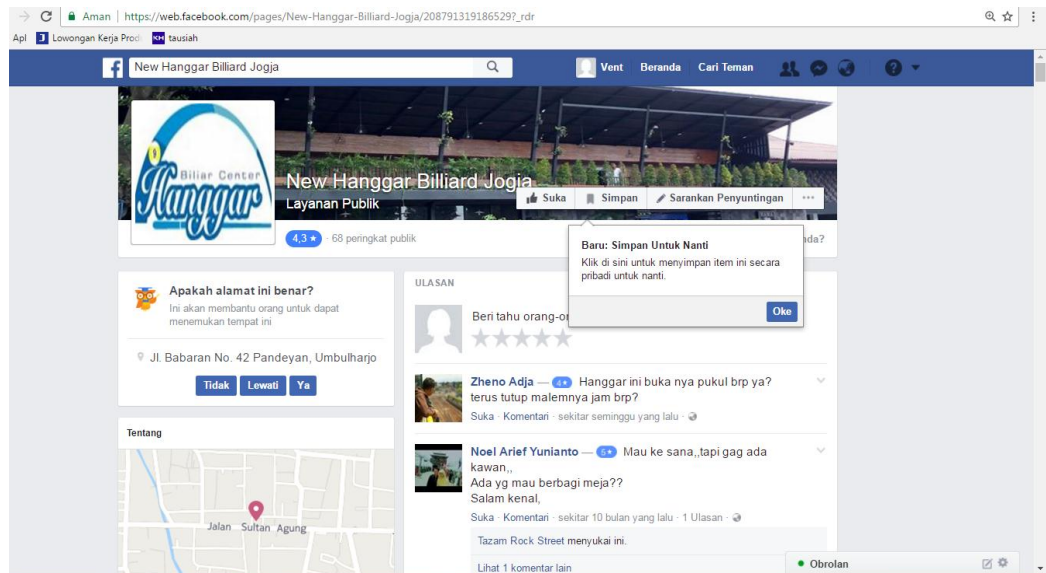 Aman | https://web.facebook.com/pages/New-Hanggar-Billiard-Jogja/208791319186529?_rdr
Apl Lowongan Kerja Prod tausiah
New Hanggar Billiard Jogja
Vent Beranda Cari Teman
Biliar Center
Hanggar
New Hanggar Billiard Jogja
Layanan Publik
Suka Simpan Sarankan Penyuntingan ...
4,3 ★ · 68 peringkat publik
nda?
Baru: Simpan Untuk Nanti
Klik di sini untuk menyimpan item ini secara
pribadi untuk nanti.
Oke
Apakah alamat ini benar?
Ini akan membantu orang untuk dapat
menemukan tempat ini
Jl. Babaran No. 42 Pandeyan, Umbulharjo
Tidak Lewati Ya
Tentang
Jalan Sultan Agung
ULASAN
Beri tahu orang-or
Zheno Adja — 4★ Hanggar ini buka nya pukul brp ya?
terus tutup malemnya jam brp?
Suka · Komentari · sekitar seminggu yang lalu ·
Noel Arief Yunianto — 5★ Mau ke sana,,tapi gag ada
kawan,,
Ada yg mau berbagi meja??
Salam kenal,
Suka · Komentari · sekitar 10 bulan yang lalu · 1 Ulasan ·
Tazam Rock Street menyukai ini.
Lihat 1 komentar lain
Obrolan